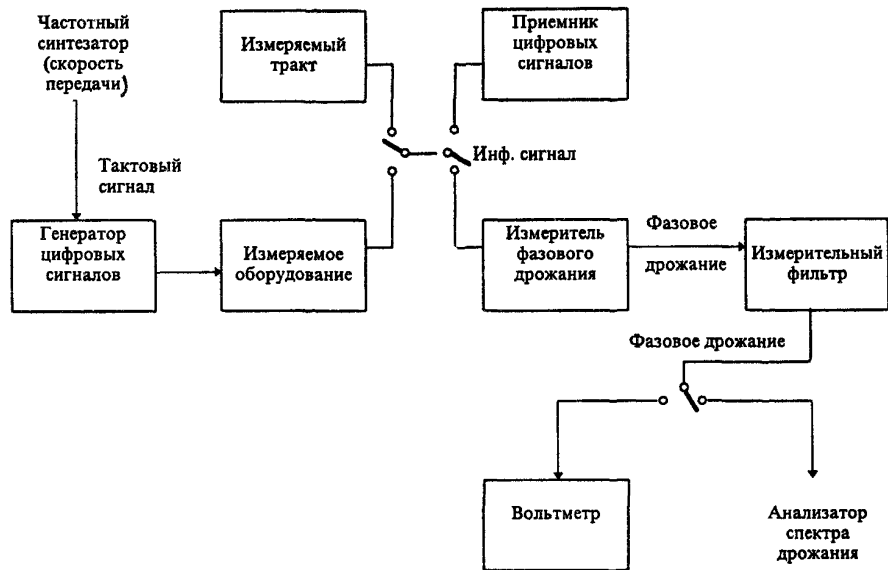 Частотный
синтезатор
(скорость
передачи)
Измеряемый
тракт
Приемник
цифровых
сигналов
Инф. сигнал
Тактовый
сигнал
Генератор
цифровых
сигналов
Измеряемое
оборудование
Измеритель
фазового
дрожания
Фазовое
дрожание
Измерительный
фильтр
Фазовое дрожание
Вольтметр
Анализатор
спектра
дрожания